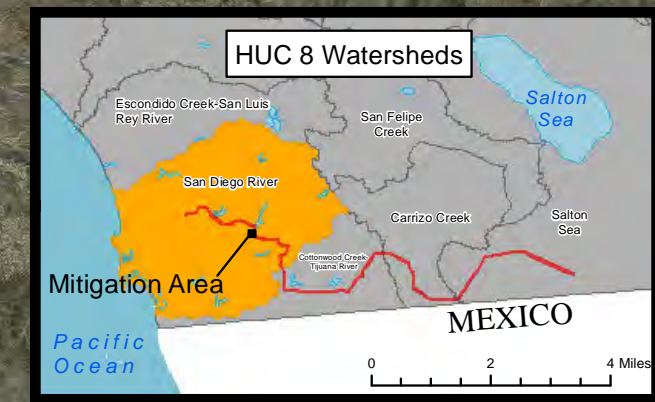 HUC 8 Watersheds
Escondido Creek-San Luis
Rey River
San Felipe
Creek
Salton
Sea
San Diego River
Carrizo Creek
Salton
Sea
Cottonwood Creek-
Tijuana River
Mitigation Area
MEXICO
Pacific
Ocean
0 2 4 Miles